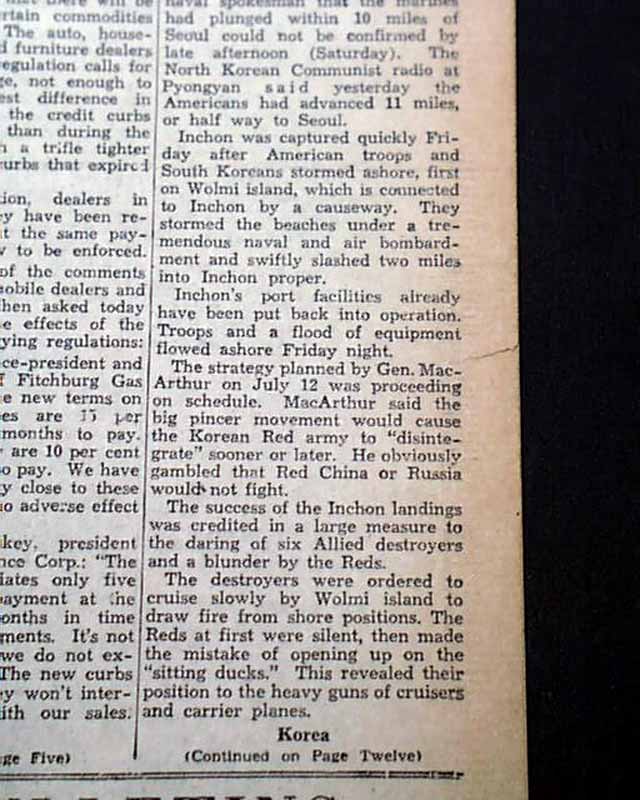 that there will be
certain commodities
The auto, house-
d furniture dealers
regulation calls for
ge, not enough to
est difference in
the credit curbs
than during the
h a trifle tighter
curbs that expired
ion, dealers in
ey have been re-
at the same pay-
y to be enforced.
of the comments
mobile dealers and
hen asked today
e effects of the
ying regulations:
ce-president and
f Fitchburg Gas
e new terms on
es are per
months to pay.
are 10 per cent
o pay. We have
y close to these
no adverse effect
key, president
nce Corp.: "The
iates only five
payment at the
onths in time
ments. It's not
we do not ex-
The new curbs
y won't inter-
ith our sales.
ge Five)
naval spokesman that the marines
had plunged within 10 miles of
Seoul could not be confirmed by
late afternoon (Saturday). The
North Korean Communist radio at
Pyongyan said yesterday the
Americans had advanced 11 miles,
or half way to Seoul.
Inchon was captured quickly Fri-
day after American troops and
South Koreans stormed ashore, first
on Wolmi island, which is connected
to Inchon by a causeway. They
stormed the beaches under a tre-
mendous naval and air bombard-
ment and swiftly slashed two miles
into Inchon proper.
Inchon's port facilities already
have been put back into operation.
Troops and a flood of equipment
flowed ashore Friday night.
The strategy planned by Gen. Mac-
Arthur on July 12 was proceeding
on schedule. MacArthur said the
big pincer movement would cause
the Korean Red army to "disinte-
grate" sooner or later. He obviously
gambled that Red China or Russia
would not fight.
The success of the Inchon landings
was credited in a large measure to
the daring of six Allied destroyers
and a blunder by the Reds.
The destroyers were ordered to
cruise slowly by Wolmi island to
draw fire from shore positions. The
Reds at first were silent, then made
the mistake of opening up on the
"sitting ducks." This revealed their
position to the heavy guns of cruisers
and carrier planes.
Korea
(Continued on Page Twelve)